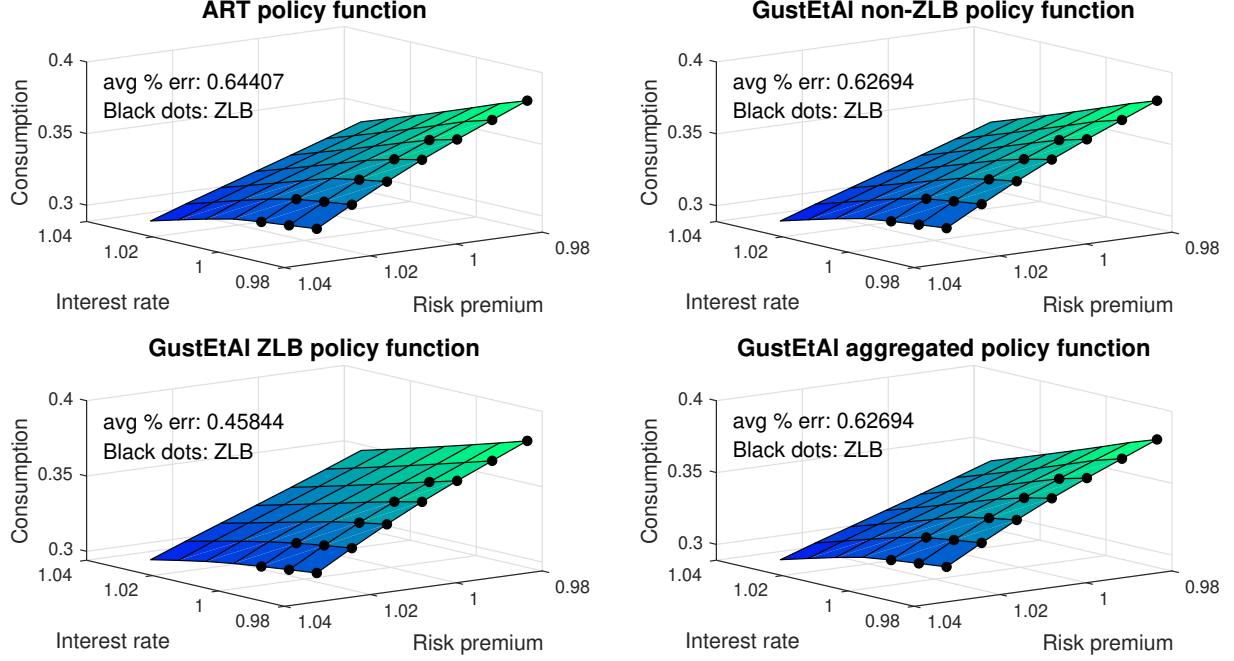 ART policy function
0.4
0.35
0.3
Consumption
avg % err: 0.64407
Black dots: ZLB
1.04
1.02
1
0.98
Interest rate
1.04
1.02
1
0.98
Risk premium
GustEtAl non-ZLB policy function
0.4
0.35
0.3
Consumption
avg % err: 0.62694
Black dots: ZLB
1.04
1.02
1
0.98
Interest rate
1.04
1.02
1
0.98
Risk premium
GustEtAl ZLB policy function
0.4
0.35
0.3
Consumption
avg % err: 0.45844
Black dots: ZLB
1.04
1.02
1
0.98
Interest rate
1.04
1.02
1
0.98
Risk premium
GustEtAl aggregated policy function
0.4
0.35
0.3
Consumption
avg % err: 0.62694
Black dots: ZLB
1.04
1.02
1
0.98
Interest rate
1.04
1.02
1
0.98
Risk premium